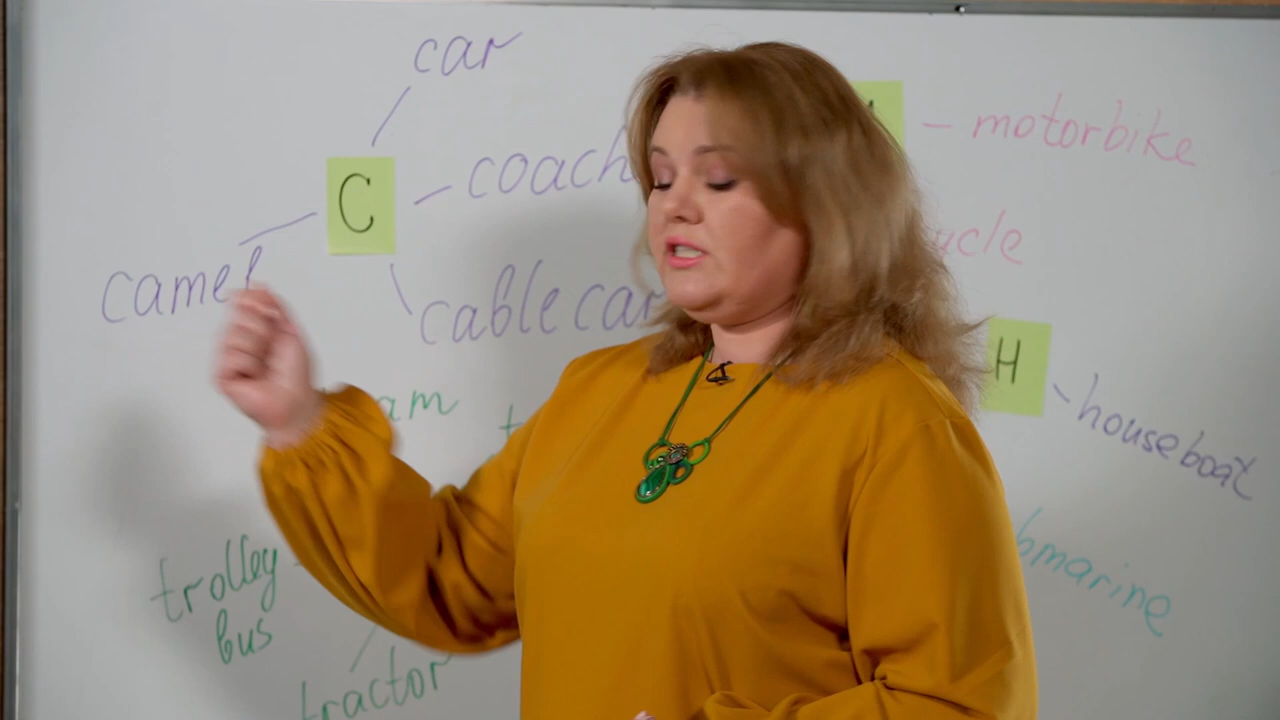 car
motorbike
coach
C
camel
cable car
H
houseboat
trolley
bus
tractor